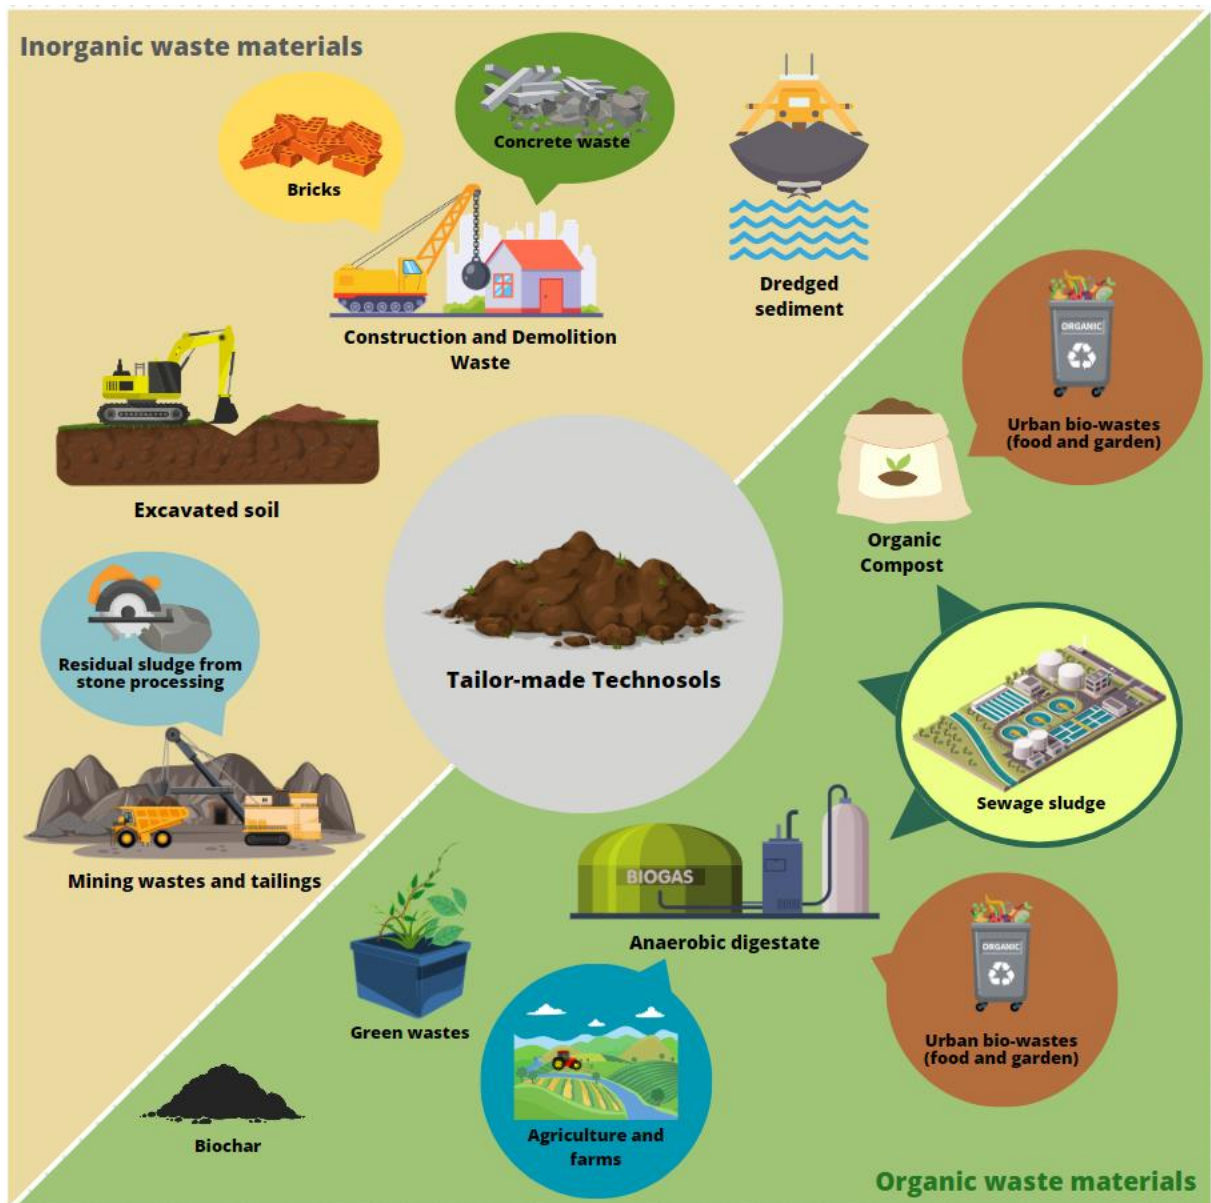 Inorganic waste materials
Concrete waste
Bricks
Dredged
sediment
Construction and Demolition
Waste
ORGANIC
Urban bio-wastes
(food and garden)
Excavated soil
Organic
Compost
Residual sludge from
stone processing
Tailor-made Technosols
Sewage sludge
Mining wastes and tailings
BIOGAS
Anaerobic digestate
ORGANIC
Urban bio-wastes
(food and garden)
Green wastes
Agriculture and
farms
Biochar
Organic waste materials